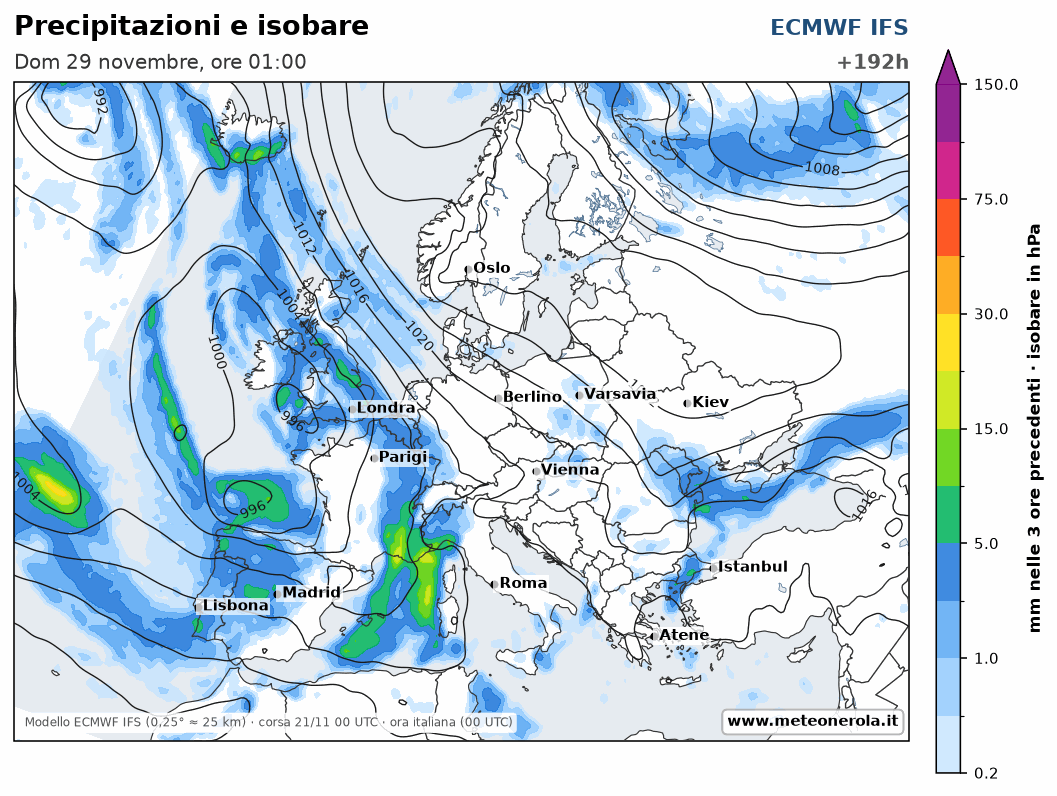 Precipitazioni e isobare
ECMWF IFS
Dom 29 novembre, ore 01:00
+192h
150.0
75.0
30.0
15.0
5.0
1.0
0.2
mm nelle 3 ore precedenti · isobare in hPa
992
1008
1012
1016
1004
1020
1000
996
1004
996
1016
Oslo
Berlino
Varsavia
Kiev
Londra
Parigi
Vienna
Istanbul
Roma
Madrid
Lisbona
Atene
Modello ECMWF IFS (0,25° ≈ 25 km) · corsa 21/11 00 UTC · ora italiana (00 UTC)
www.meteonerola.it